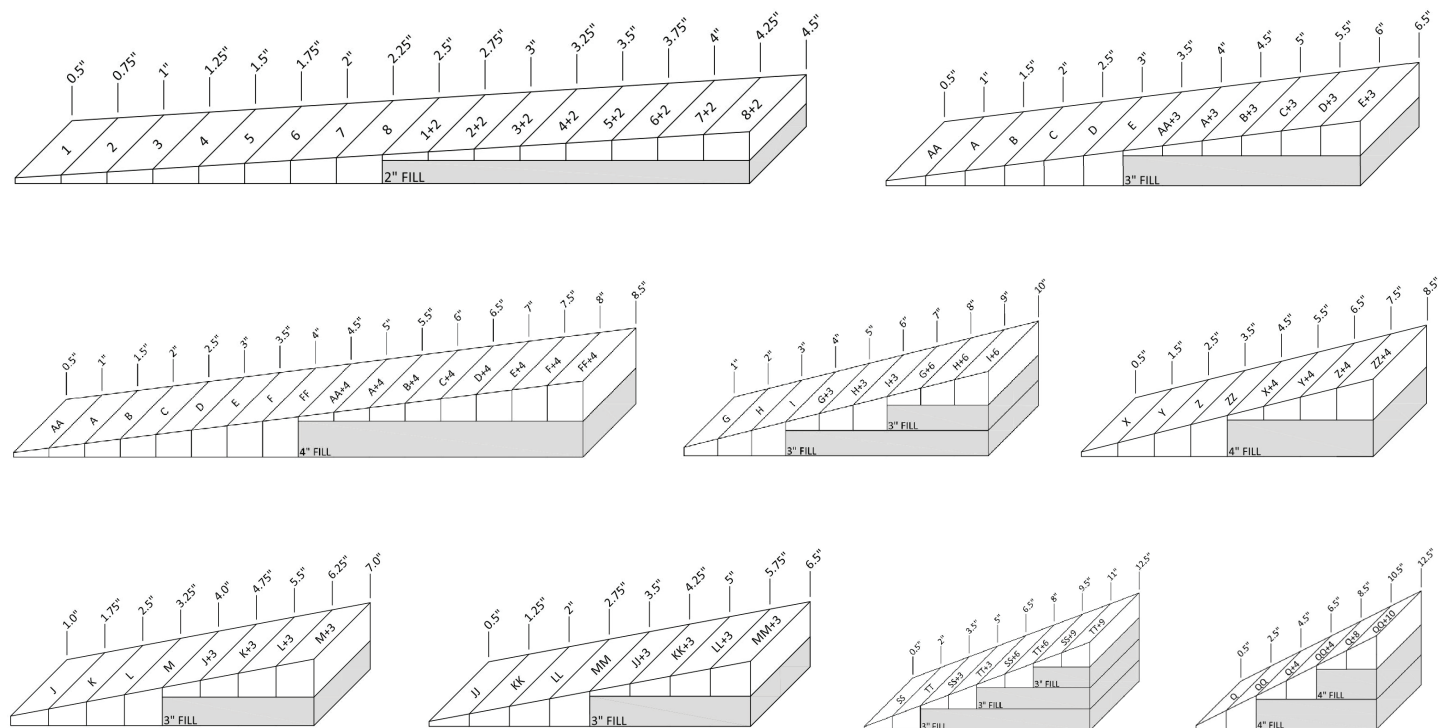 0.5" 0.75" 1" 1.25" 1.5" 1.75" 2" 2.25" 2.5" 2.75" 3" 3.25" 3.5" 3.75" 4" 4.25" 4.5"
1 2 3 4 5 6 7 8 1+2 2+2 3+2 4+2 5+2 6+2 7+2 8+2
2" FILL
0.5" 1" 1.5" 2" 2.5" 3" 3.5" 4" 4.5" 5" 5.5" 6" 6.5"
AA A B C D E AA+3 A+3 B+3 C+3 D+3 E+3
3" FILL
0.5" 1" 1.5" 2" 2.5" 3" 3.5" 4" 4.5" 5" 5.5" 6" 6.5" 7" 7.5" 8" 8.5"
AA A B C D E F FF AA+4 A+4 B+4 C+4 D+4 E+4 F+4 FF+4
4" FILL
1" 2" 3" 4" 5" 6" 7" 8" 9" 10"
G H I G+3 H+3 I+3 G+6 H+6 I+6
3" FILL
3" FILL
0.5" 1.5" 2.5" 3.5" 4.5" 5.5" 6.5" 7.5" 8.5"
X Y Z ZZ X+4 Y+4 Z+4 ZZ+4
4" FILL
1.0" 1.75" 2.5" 3.25" 4.0" 4.75" 5.5" 6.25" 7.0"
J K L M J+3 K+3 L+3 M+3
3" FILL
0.5" 1.25" 2" 2.75" 3.5" 4.25" 5" 5.75" 6.5"
JJ KK LL MM JJ+3 KK+3 LL+3 MM+3
3" FILL
0.5" 2" 3.5" 5" 6.5" 8" 9.5" 11" 12.5"
SS TT SS+3 TT+3 SS+6 TT+6 SS+9 TT+9
3" FILL
3" FILL
3" FILL
0.5" 2.5" 4.5" 6.5" 8.5" 10.5" 12.5"
Q QQ Q+4 QQ+4 Q+8 QQ+10
4" FILL
4" FILL